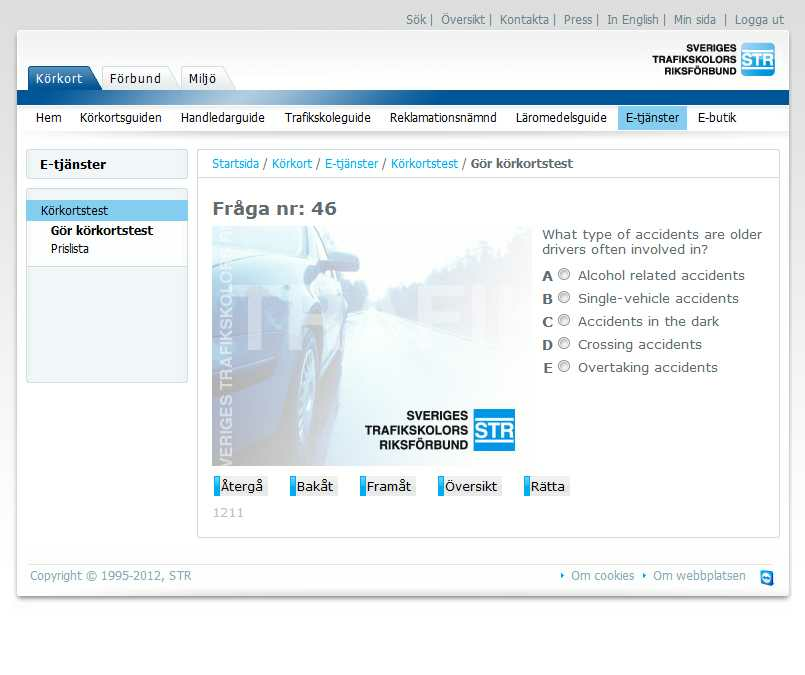 Sök | Översikt | Kontakta | Press | In English | Min sida | Logga ut
SVERIGES
TRAFIKSKOLORS
RIKSFÖRBUND
STR
Körkort Förbund Miljö
Hem Körkortsguiden Handledarguide Trafikskoleguide Reklamationsnämnd Läromedelsguide E-tjänster E-butik
E-tjänster
Körkortstest
Gör körkortstest
Prislista
Startsida / Körkort / E-tjänster / Körkortstest / Gör körkortstest
Fråga nr: 46
SVERIGES TRAFIKSKOLORS
TRAFI
SVERIGES
TRAFIKSKOLORS
RIKSFÖRBUND
STR
What type of accidents are older
drivers often involved in?
A Alcohol related accidents
B Single-vehicle accidents
C Accidents in the dark
D Crossing accidents
E Overtaking accidents
Återgå Bakåt Framåt Översikt Rätta
1211
Copyright © 1995-2012, STR
Om cookies Om webbplatsen